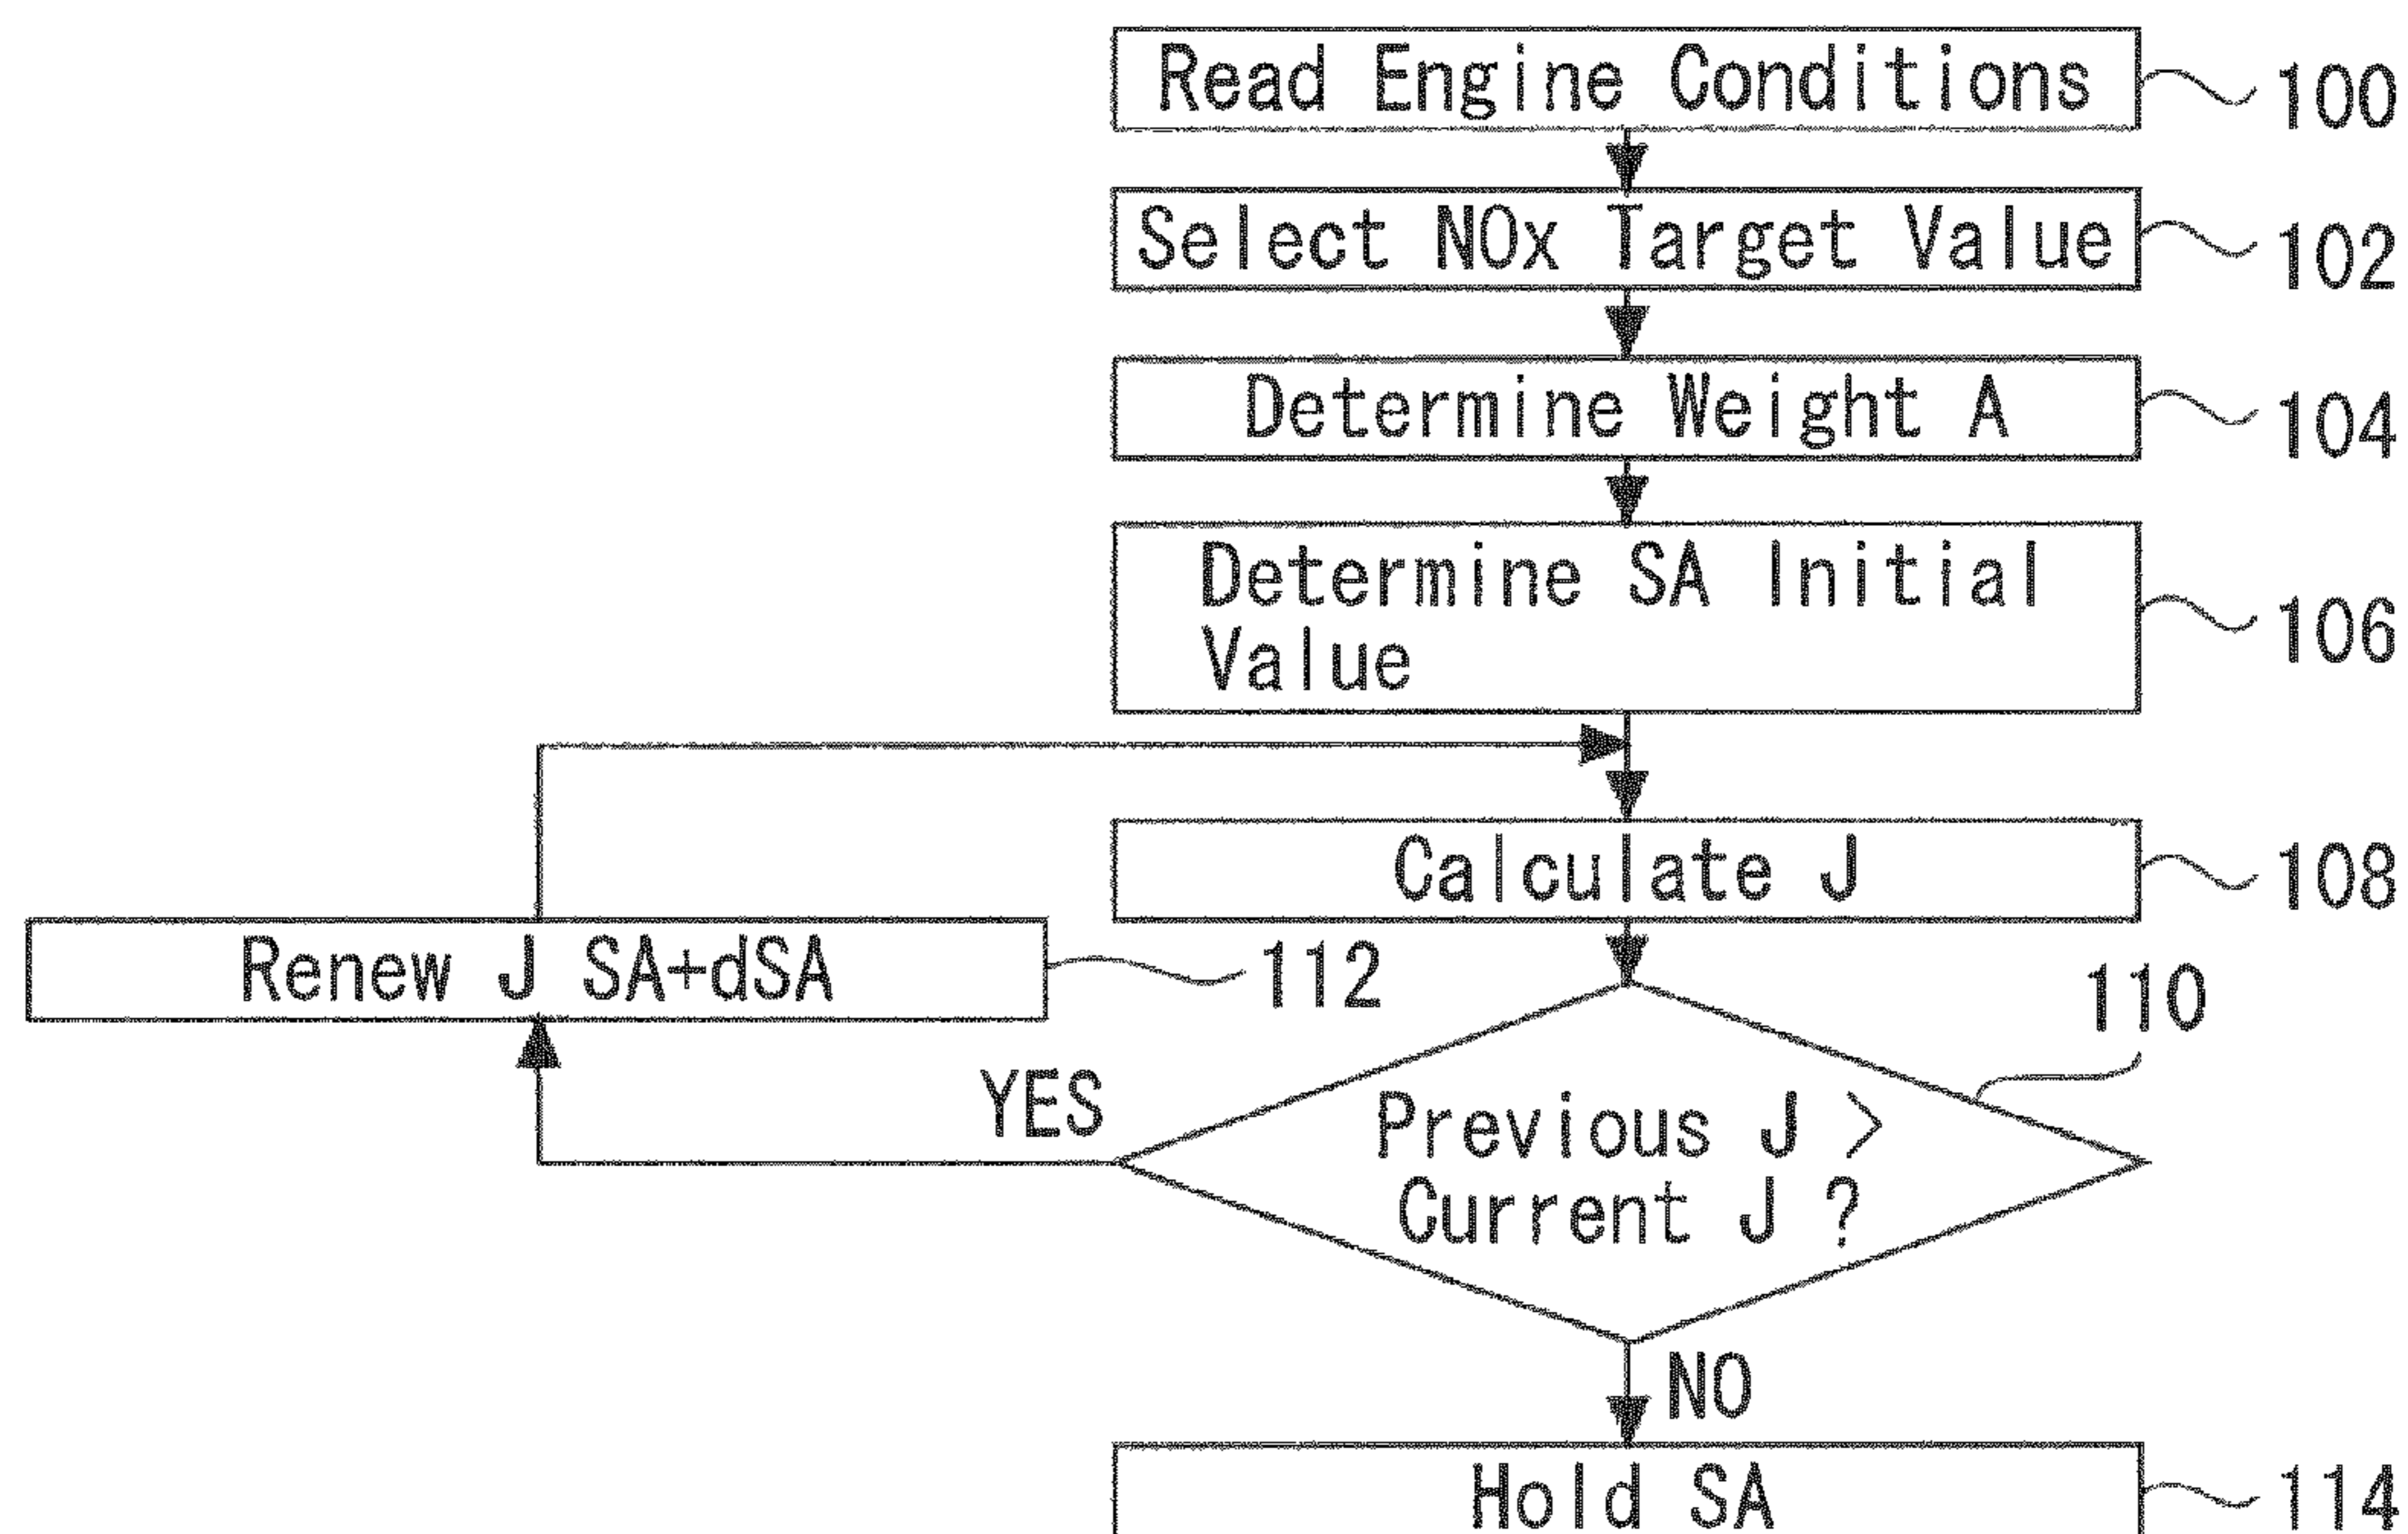 Read Engine Conditions
100
Select NOx Target Value
102
Determine Weight A
104
Determine SA Initial
Value
106
Calculate J
108
Renew J SA+dSA
112
110
YES
Previous J >
Current J ?
NO
Hold SA
114